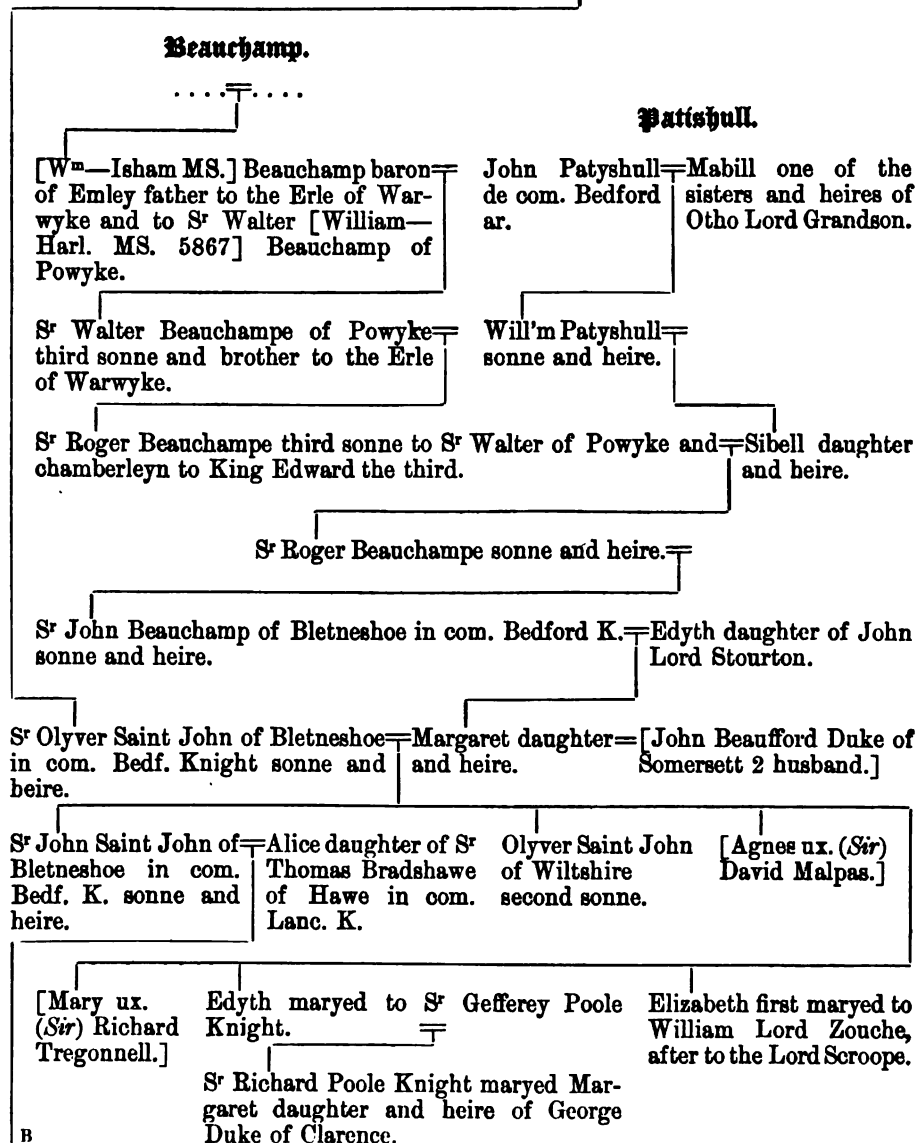 Beauchamp.
. . . . . . . .
Patishull.
[Wᵐ—Isham MS.] Beauchamp baron
of Emley father to the Erle of War-
wyke and to Sʳ Walter [William—
Harl. MS. 5867] Beauchamp of
Powyke.
John Patyshull
de com. Bedford
ar.
Mabill one of the
sisters and heires of
Otho Lord Grandson.
Sʳ Walter Beauchampe of Powyke
third sonne and brother to the Erle
of Warwyke.
Will'm Patyshull
sonne and heire.
Sʳ Roger Beauchampe third sonne to Sʳ Walter of Powyke and
chamberleyn to King Edward the third.
Sibell daughter
and heire.
Sʳ Roger Beauchampe sonne and heire.
Sʳ John Beauchamp of Bletneshoe in com. Bedford K.
sonne and heire.
Edyth daughter of John
Lord Stourton.
Sʳ Olyver Saint John of Bletneshoe
in com. Bedf. Knight sonne and
heire.
Margaret daughter
and heire.
[John Beaufford Duke of
Somersett 2 husband.]
Sʳ John Saint John of
Bletneshoe in com.
Bedf. K. sonne and
heire.
Alice daughter of Sʳ
Thomas Bradshawe
of Hawe in com.
Lanc. K.
Olyver Saint John
of Wiltshire
second sonne.
[Agnes ux. (Sir)
David Malpas.]
[Mary ux.
(Sir) Richard
Tregonnell.]
Edyth maryed to Sʳ Gefferey Poole
Knight.
Elizabeth first maryed to
William Lord Zouche,
after to the Lord Scroope.
Sʳ Richard Poole Knight maryed Mar-
garet daughter and heire of George
Duke of Clarence.
B